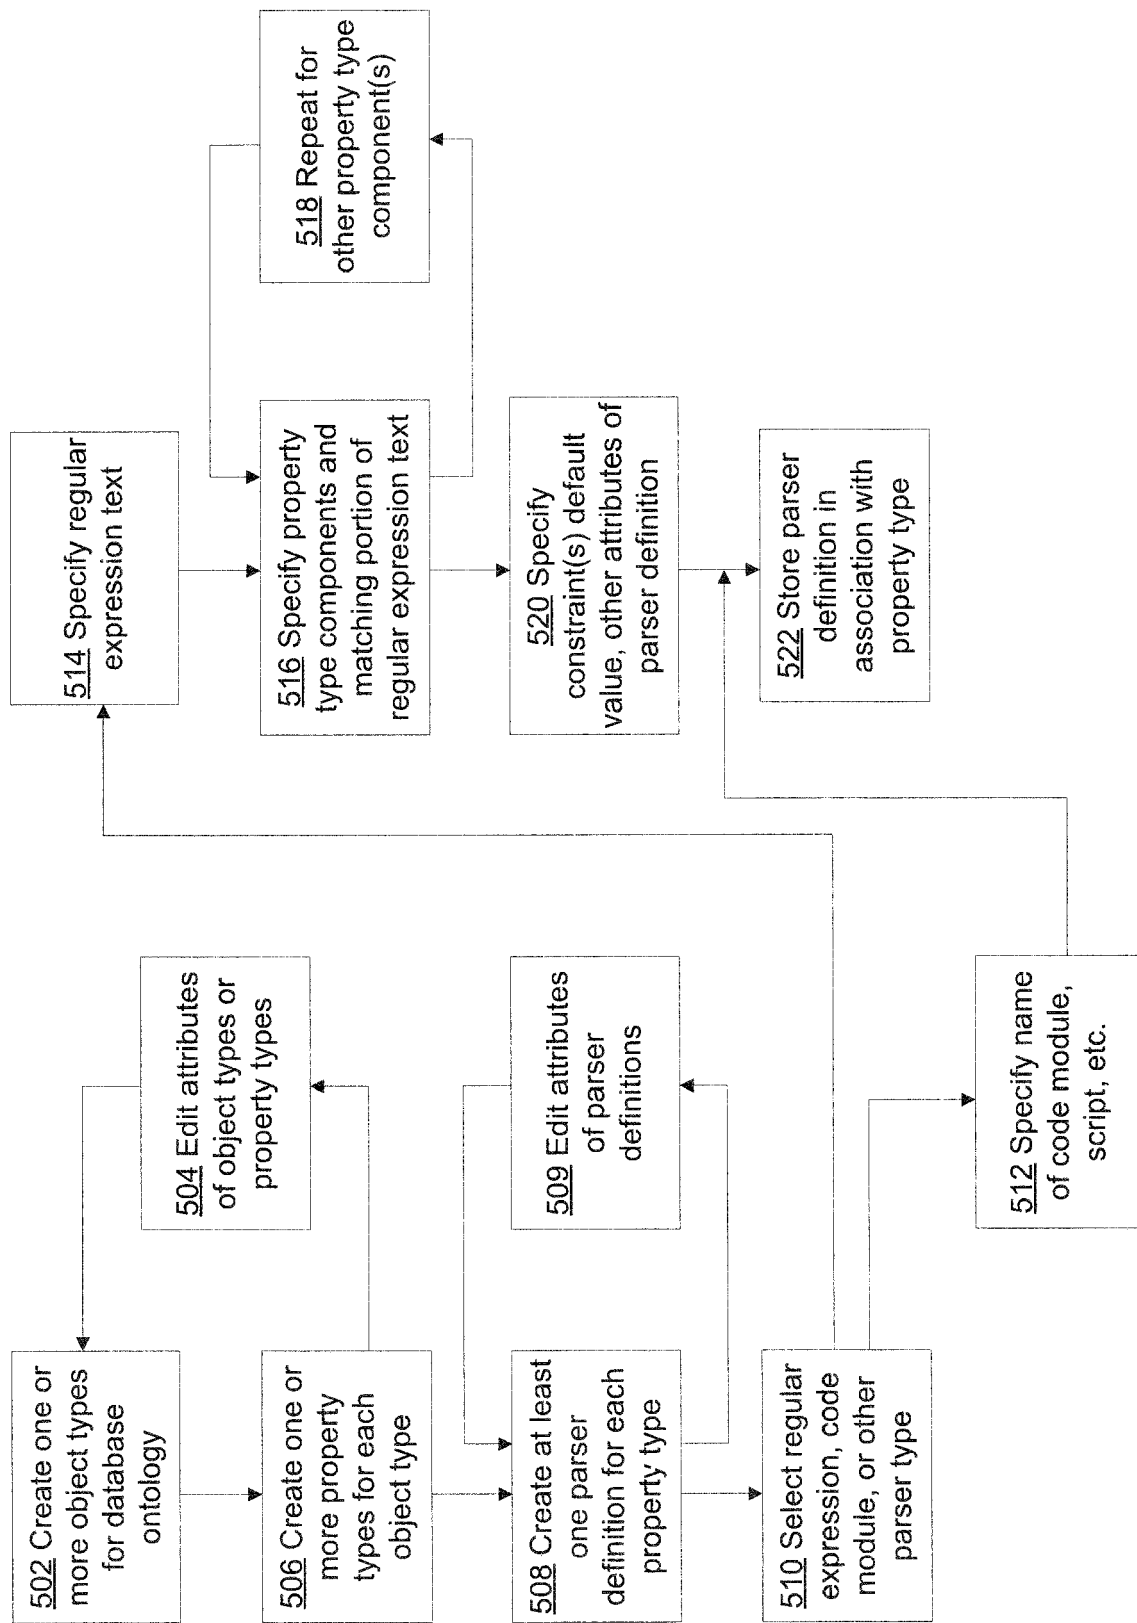 502 Create one or
more object types
for database
ontology
504 Edit attributes
of object types or
property types
506 Create one or
more property
types for each
object type
508 Create at least
one parser
definition for each
property type
509 Edit attributes
of parser
definitions
510 Select regular
expression, code
module, or other
parser type
512 Specify name
of code module,
script, etc.
514 Specify regular
expression text
516 Specify property
type components and
matching portion of
regular expression text
518 Repeat for
other property type
component(s)
520 Specify
constraint(s) default
value, other attributes of
parser definition
522 Store parser
definition in
association with
property type